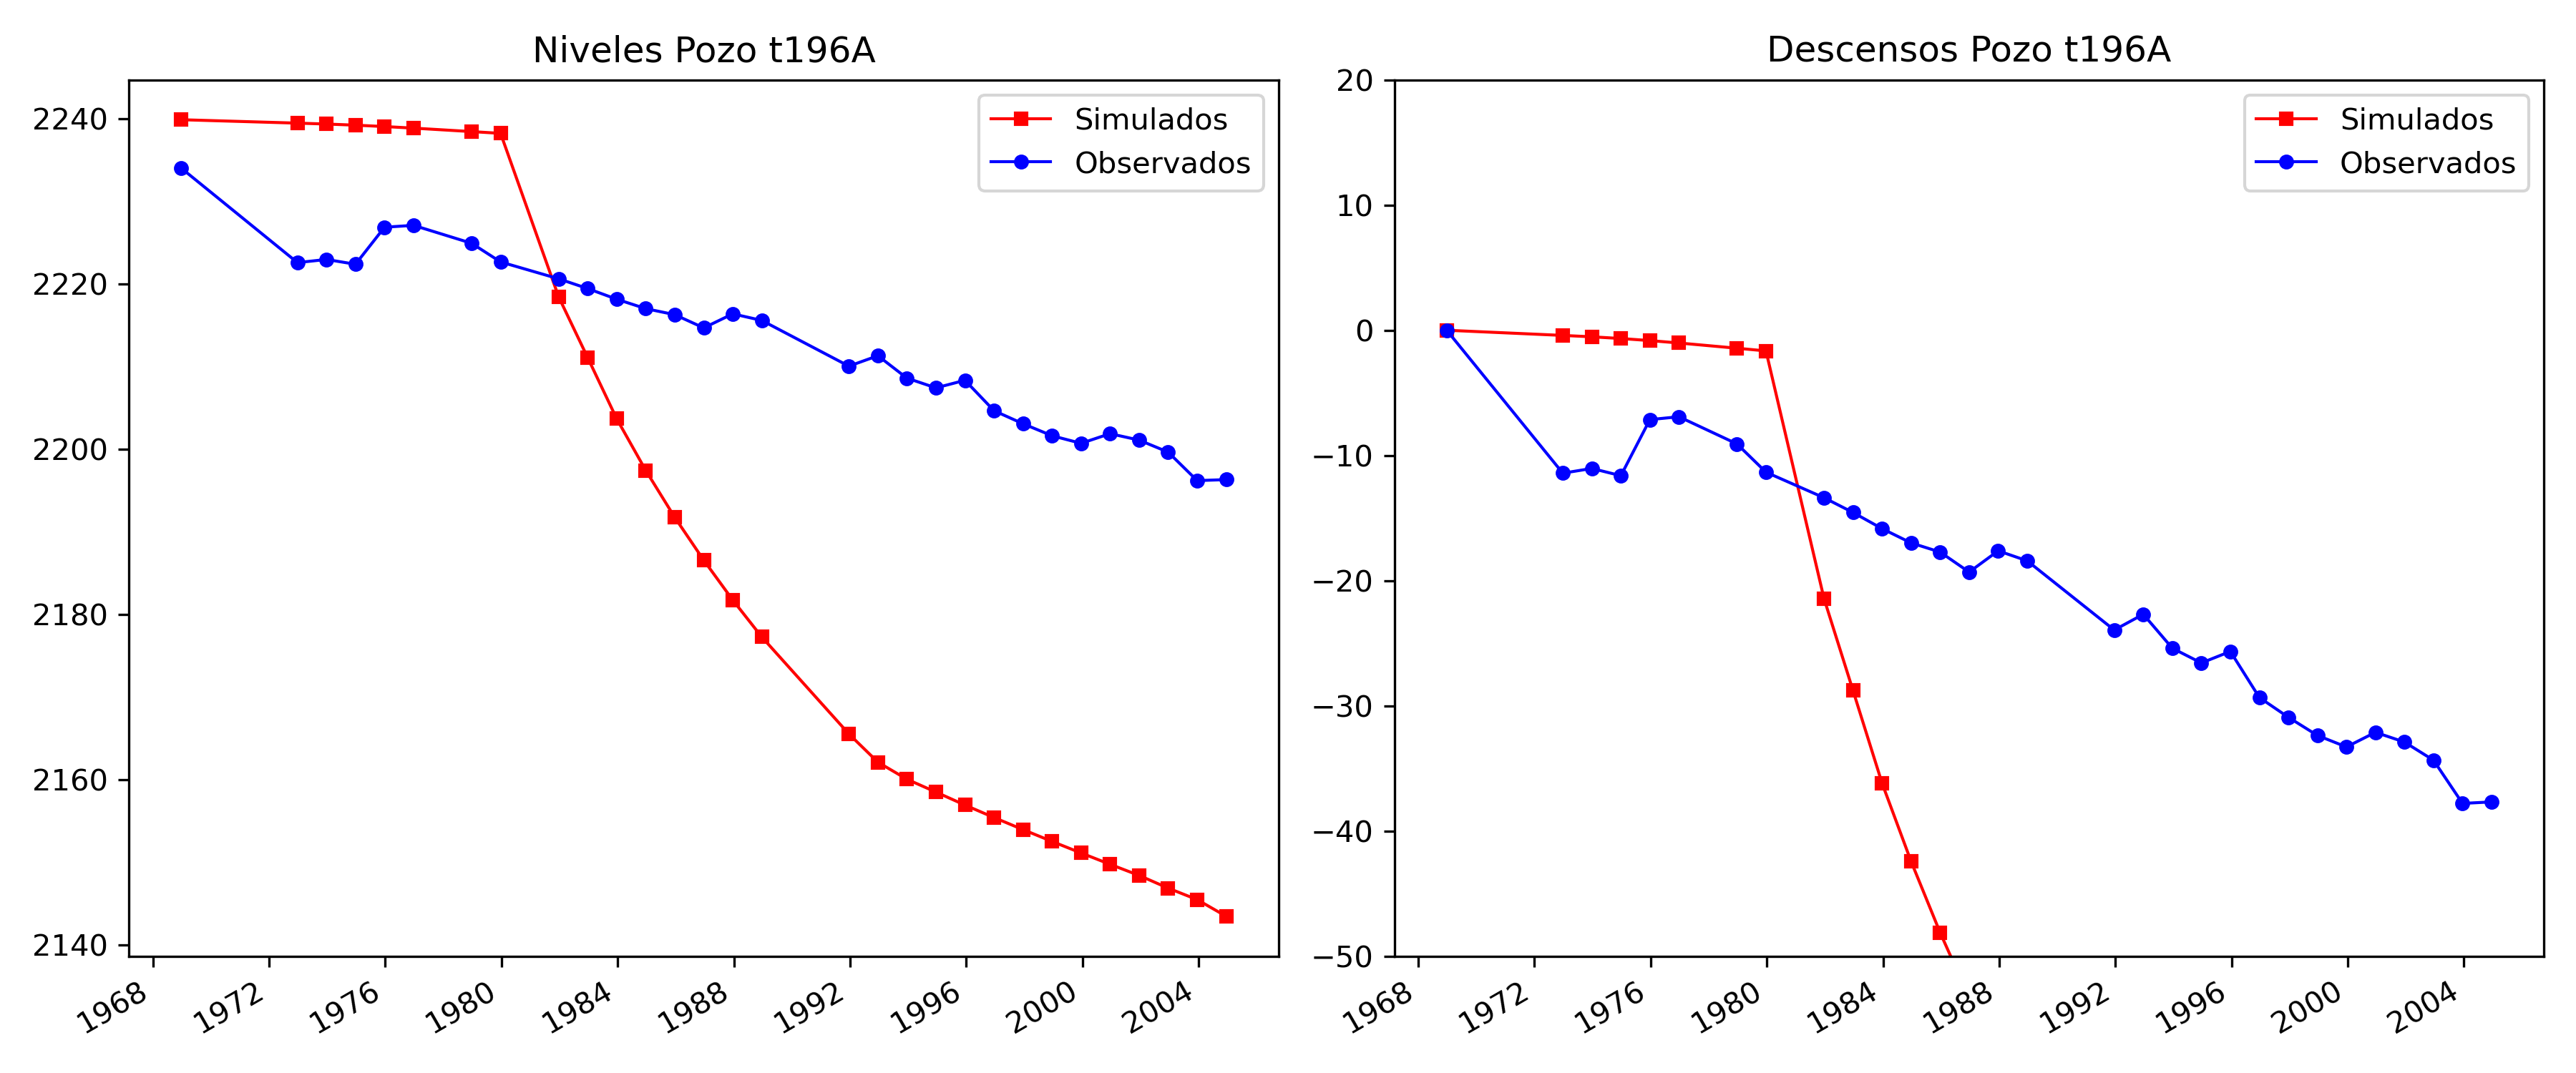 Niveles Pozo t196A
2240
2220
2200
2180
2160
2140
1968 1972 1976 1980 1984 1988 1992 1996 2000 2004
Simulados
Observados
Descensos Pozo t196A
20
10
0
−10
−20
−30
−40
−50
1968 1972 1976 1980 1984 1988 1992 1996 2000 2004
Simulados
Observados